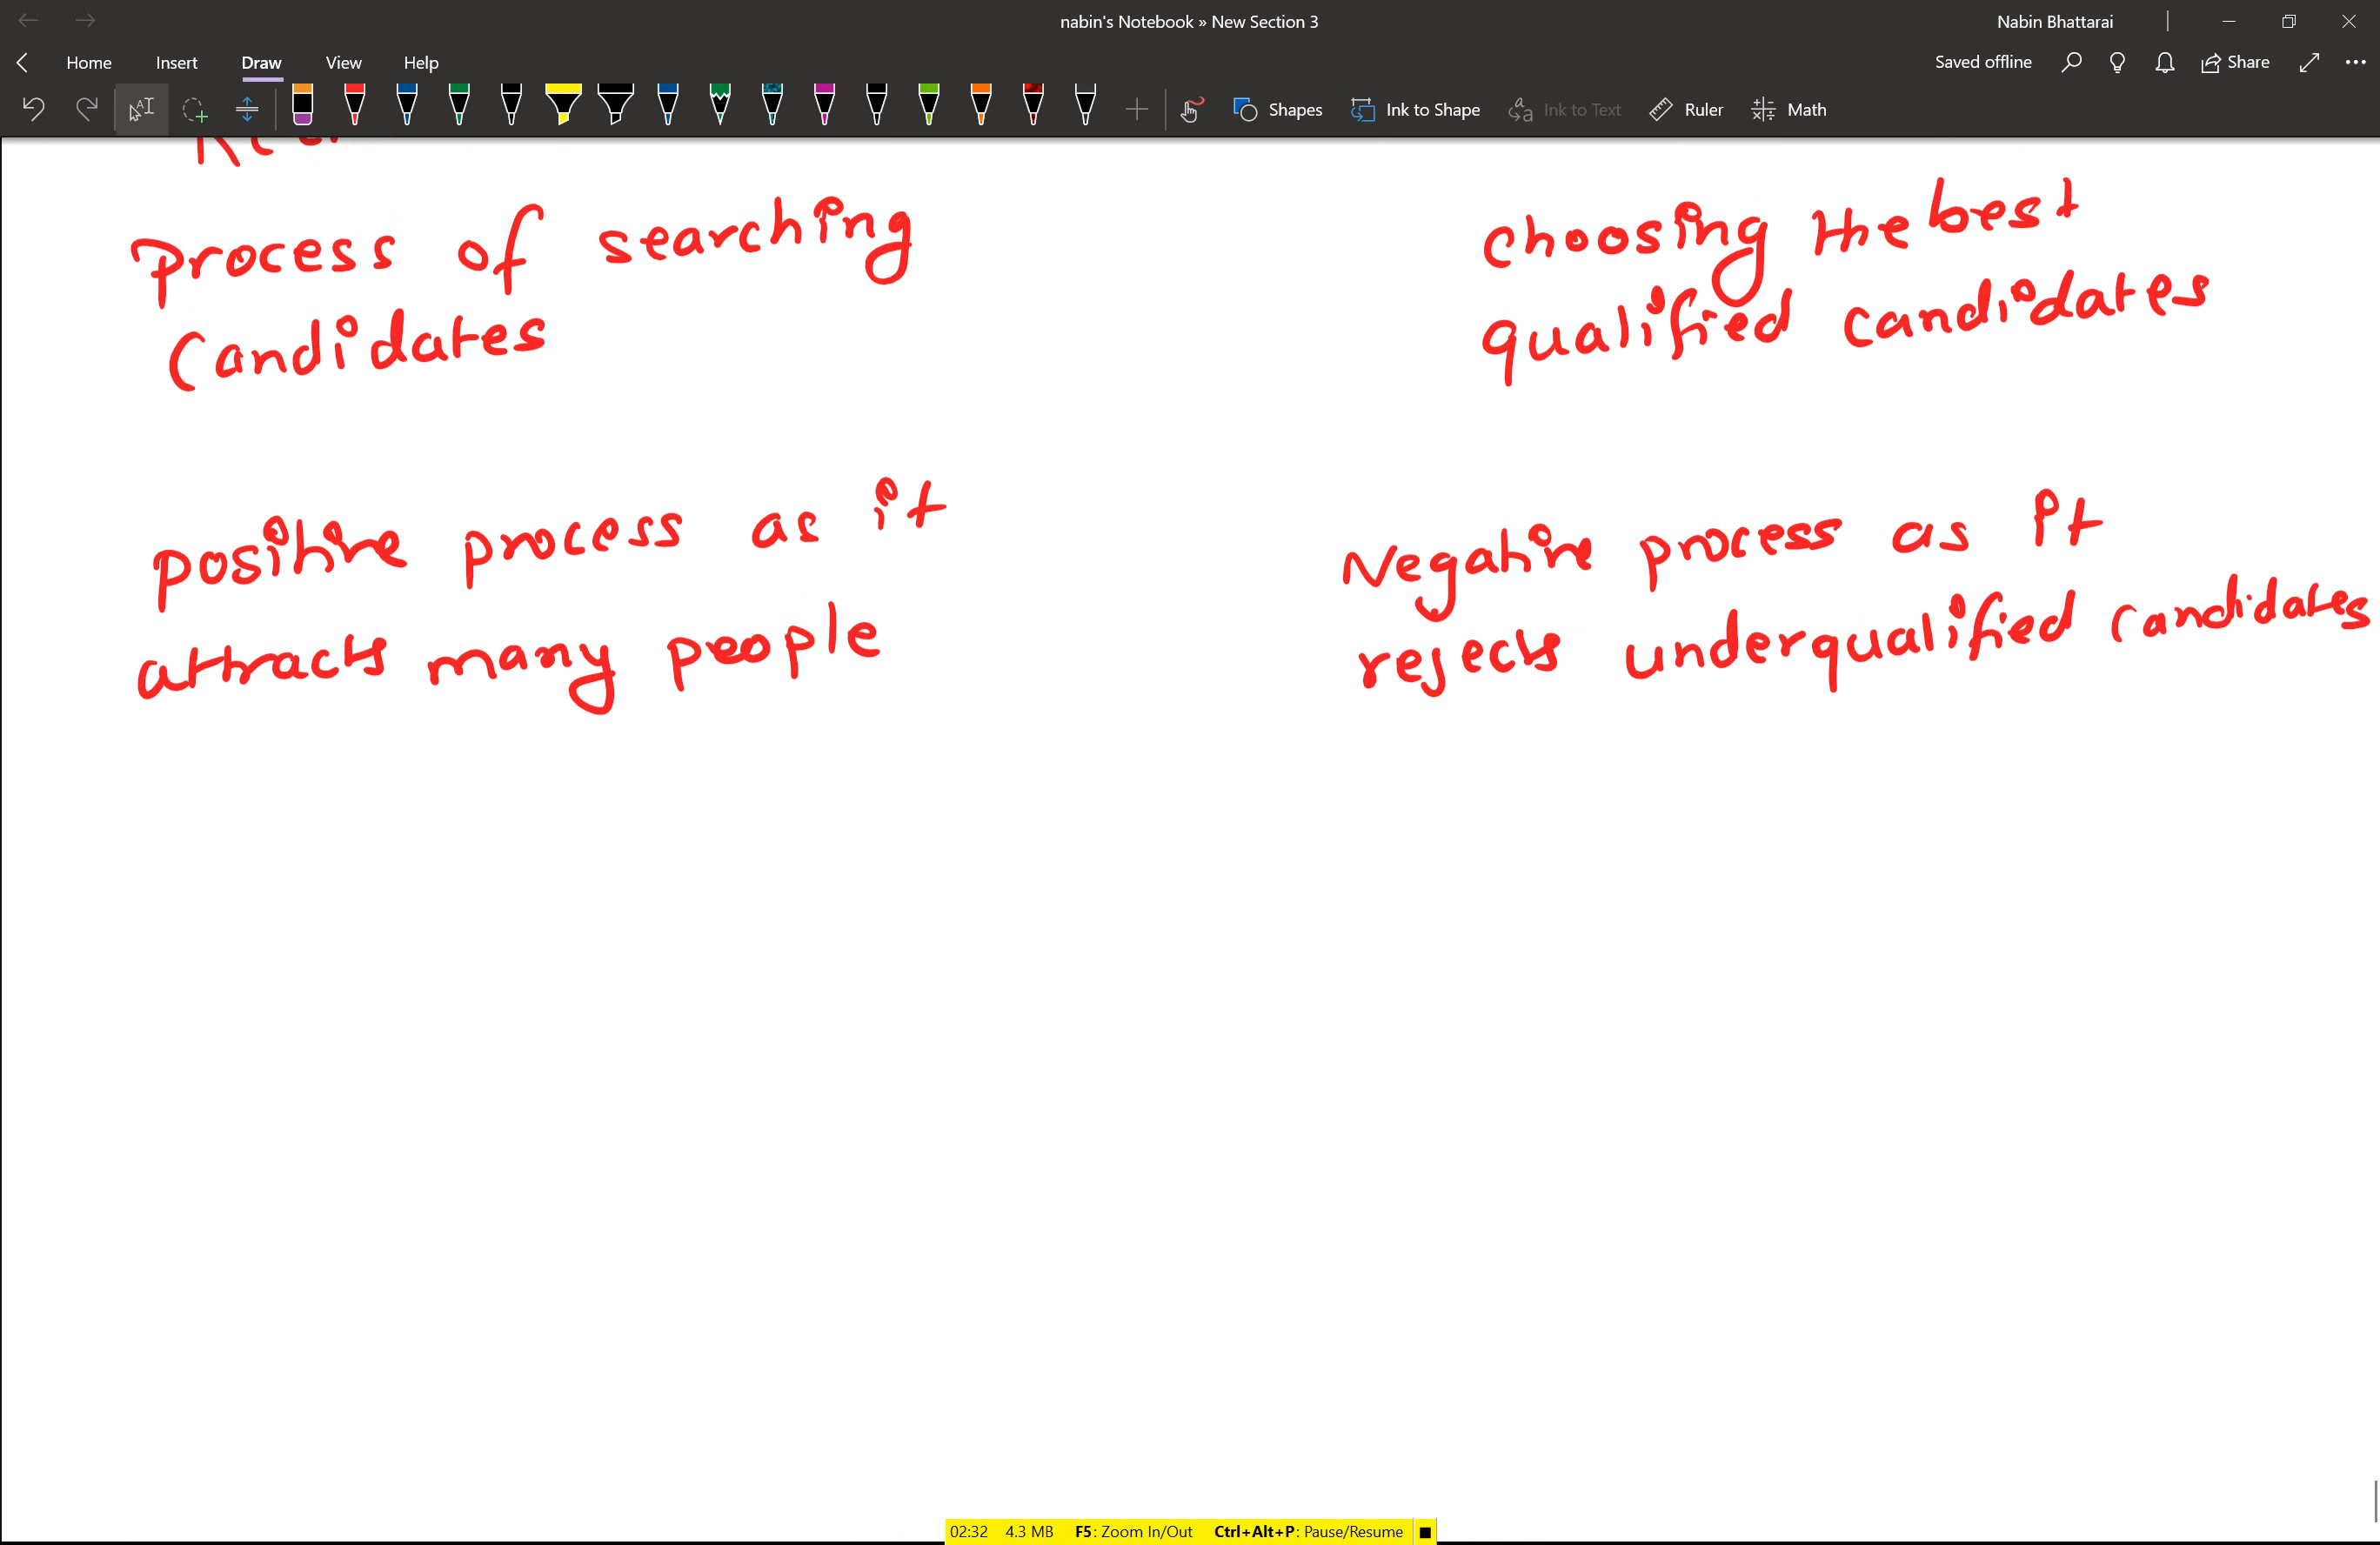 nabin's Notebook » New Section 3
Nabin Bhattarai
Home Insert Draw View Help
Saved offline
Share
Shapes Ink to Shape Ink to Text Ruler Math
process of searching
candidates
choosing the best
qualified candidates
positive process as it
attracts many people
Negative process as it
rejects underqualified candidates
02:32 4.3 MB F5: Zoom In/Out Ctrl+Alt+P: Pause/Resume